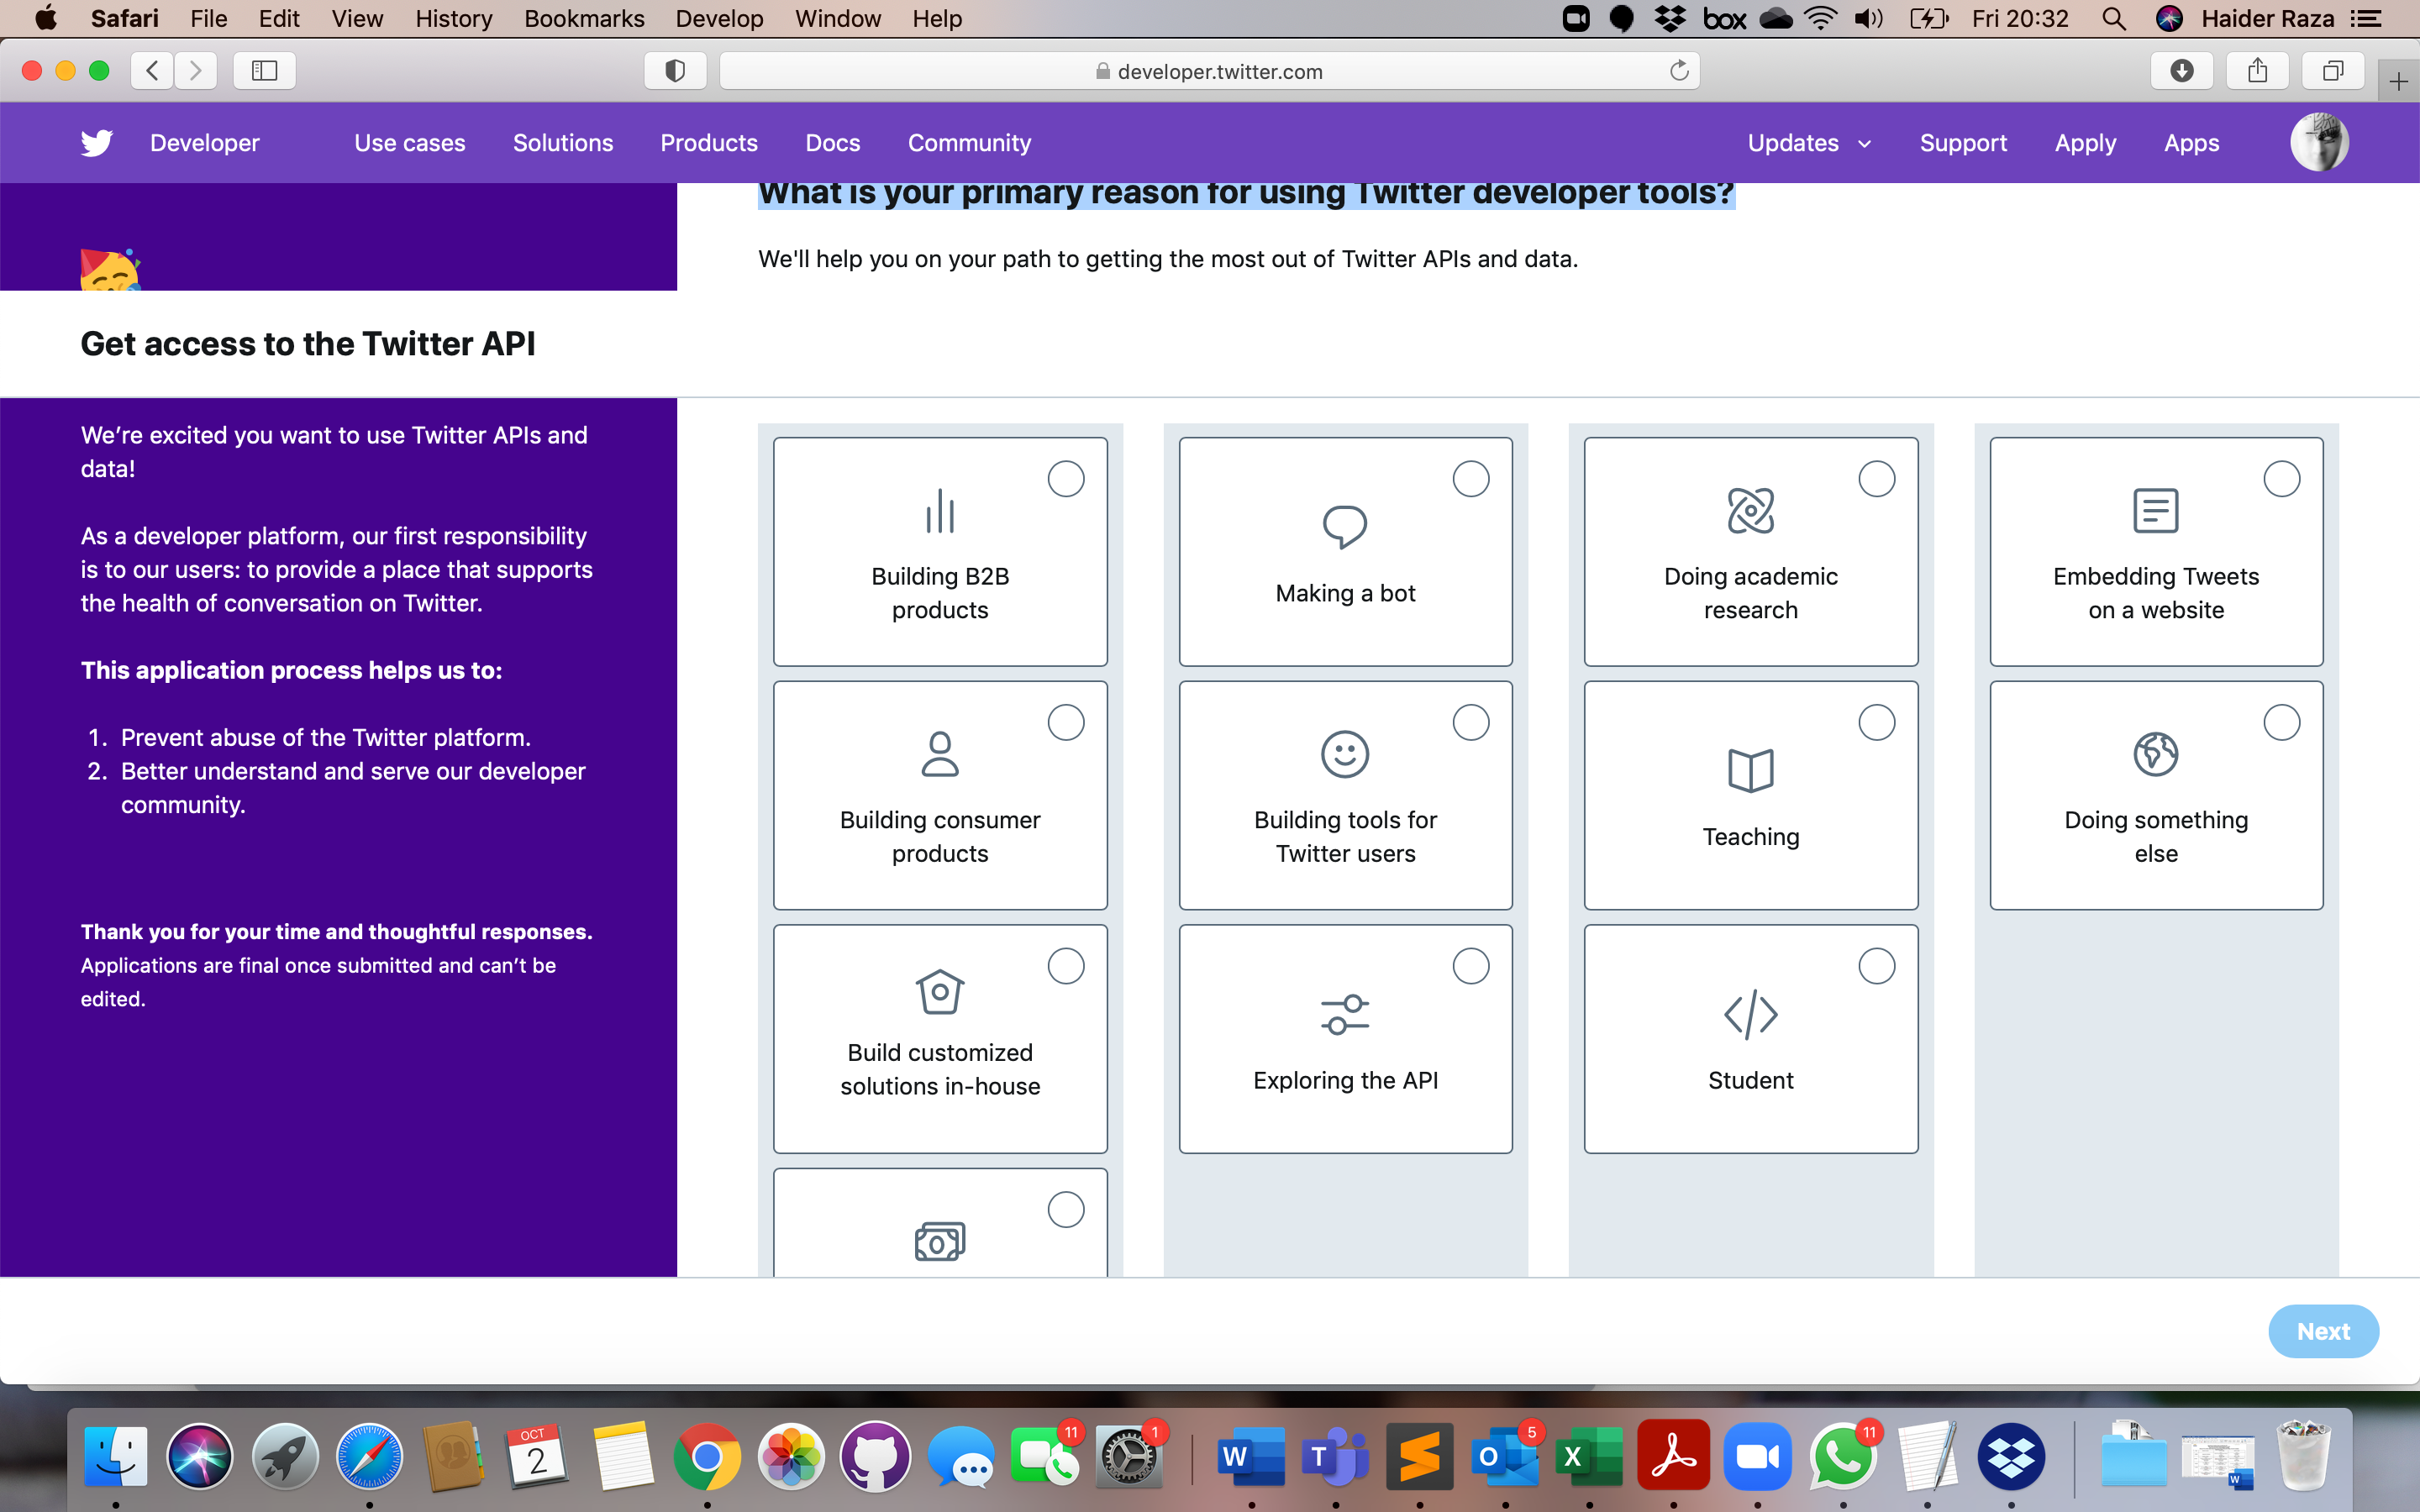 Safari File Edit View History Bookmarks Develop Window Help
box Fri 20:32 Haider Raza
developer.twitter.com
Developer Use cases Solutions Products Docs Community Updates Support Apply Apps
What is your primary reason for using Twitter developer tools?
We'll help you on your path to getting the most out of Twitter APIs and data.
Get access to the Twitter API
We’re excited you want to use Twitter APIs and
data!
As a developer platform, our first responsibility
is to our users: to provide a place that supports
the health of conversation on Twitter.
This application process helps us to:
1. Prevent abuse of the Twitter platform.
2. Better understand and serve our developer
community.
Thank you for your time and thoughtful responses.
Applications are final once submitted and can’t be
edited.
Building B2B
products
Making a bot
Doing academic
research
Embedding Tweets
on a website
Building consumer
products
Building tools for
Twitter users
Teaching
Doing something
else
Build customized
solutions in-house
Exploring the API
Student
Next
OCT
2
11
1
W
T
O
5
X
11
W